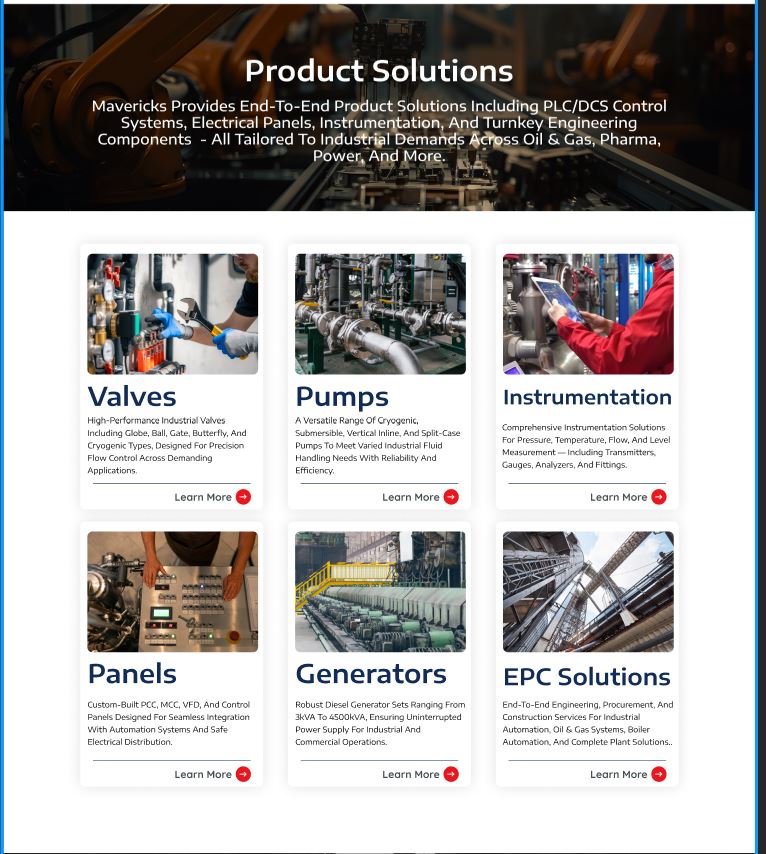 Product Solutions
Mavericks Provides End-To-End Product Solutions Including PLC/DCS Control
Systems, Electrical Panels, Instrumentation, And Turnkey Engineering
Components - All Tailored To Industrial Demands Across Oil & Gas, Pharma,
Power, And More.
Valves
High-Performance Industrial Valves
Including Globe, Ball, Gate, Butterfly, And
Cryogenic Types, Designed For Precision
Flow Control Across Demanding
Applications.
Learn More
Pumps
A Versatile Range Of Cryogenic,
Submersible, Vertical Inline, And Split-Case
Pumps To Meet Varied Industrial Fluid
Handling Needs With Reliability And
Efficiency.
Learn More
Instrumentation
Comprehensive Instrumentation Solutions
For Pressure, Temperature, Flow, And Level
Measurement — Including Transmitters,
Gauges, Analyzers, And Fittings.
Learn More
Panels
Custom-Built PCC, MCC, VFD, And Control
Panels Designed For Seamless Integration
With Automation Systems And Safe
Electrical Distribution.
Learn More
Generators
Robust Diesel Generator Sets Ranging From
3kVA To 4500kVA, Ensuring Uninterrupted
Power Supply For Industrial And
Commercial Operations.
Learn More
EPC Solutions
End-To-End Engineering, Procurement, And
Construction Services For Industrial
Automation, Oil & Gas Systems, Boiler
Automation, And Complete Plant Solutions..
Learn More